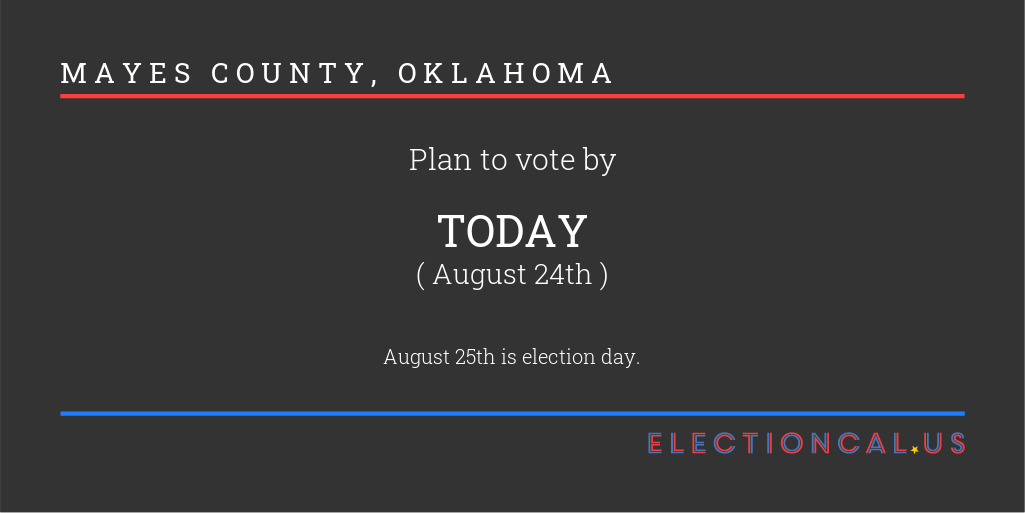 MAYES COUNTY, OKLAHOMA
Plan to vote by
TODAY
( August 24th )
August 25th is election day.
ELECTIONCAL.US